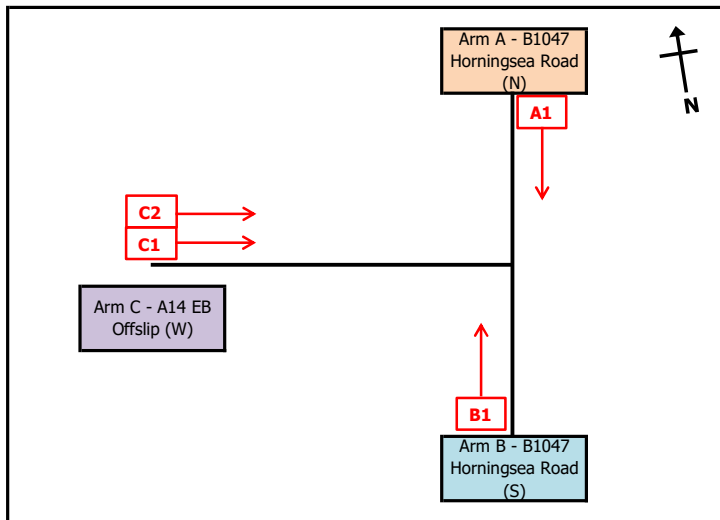 Arm A - B1047
Horningsea Road
(N)
N
A1
C2
C1
Arm C - A14 EB
Offslip (W)
B1
Arm B - B1047
Horningsea Road
(S)